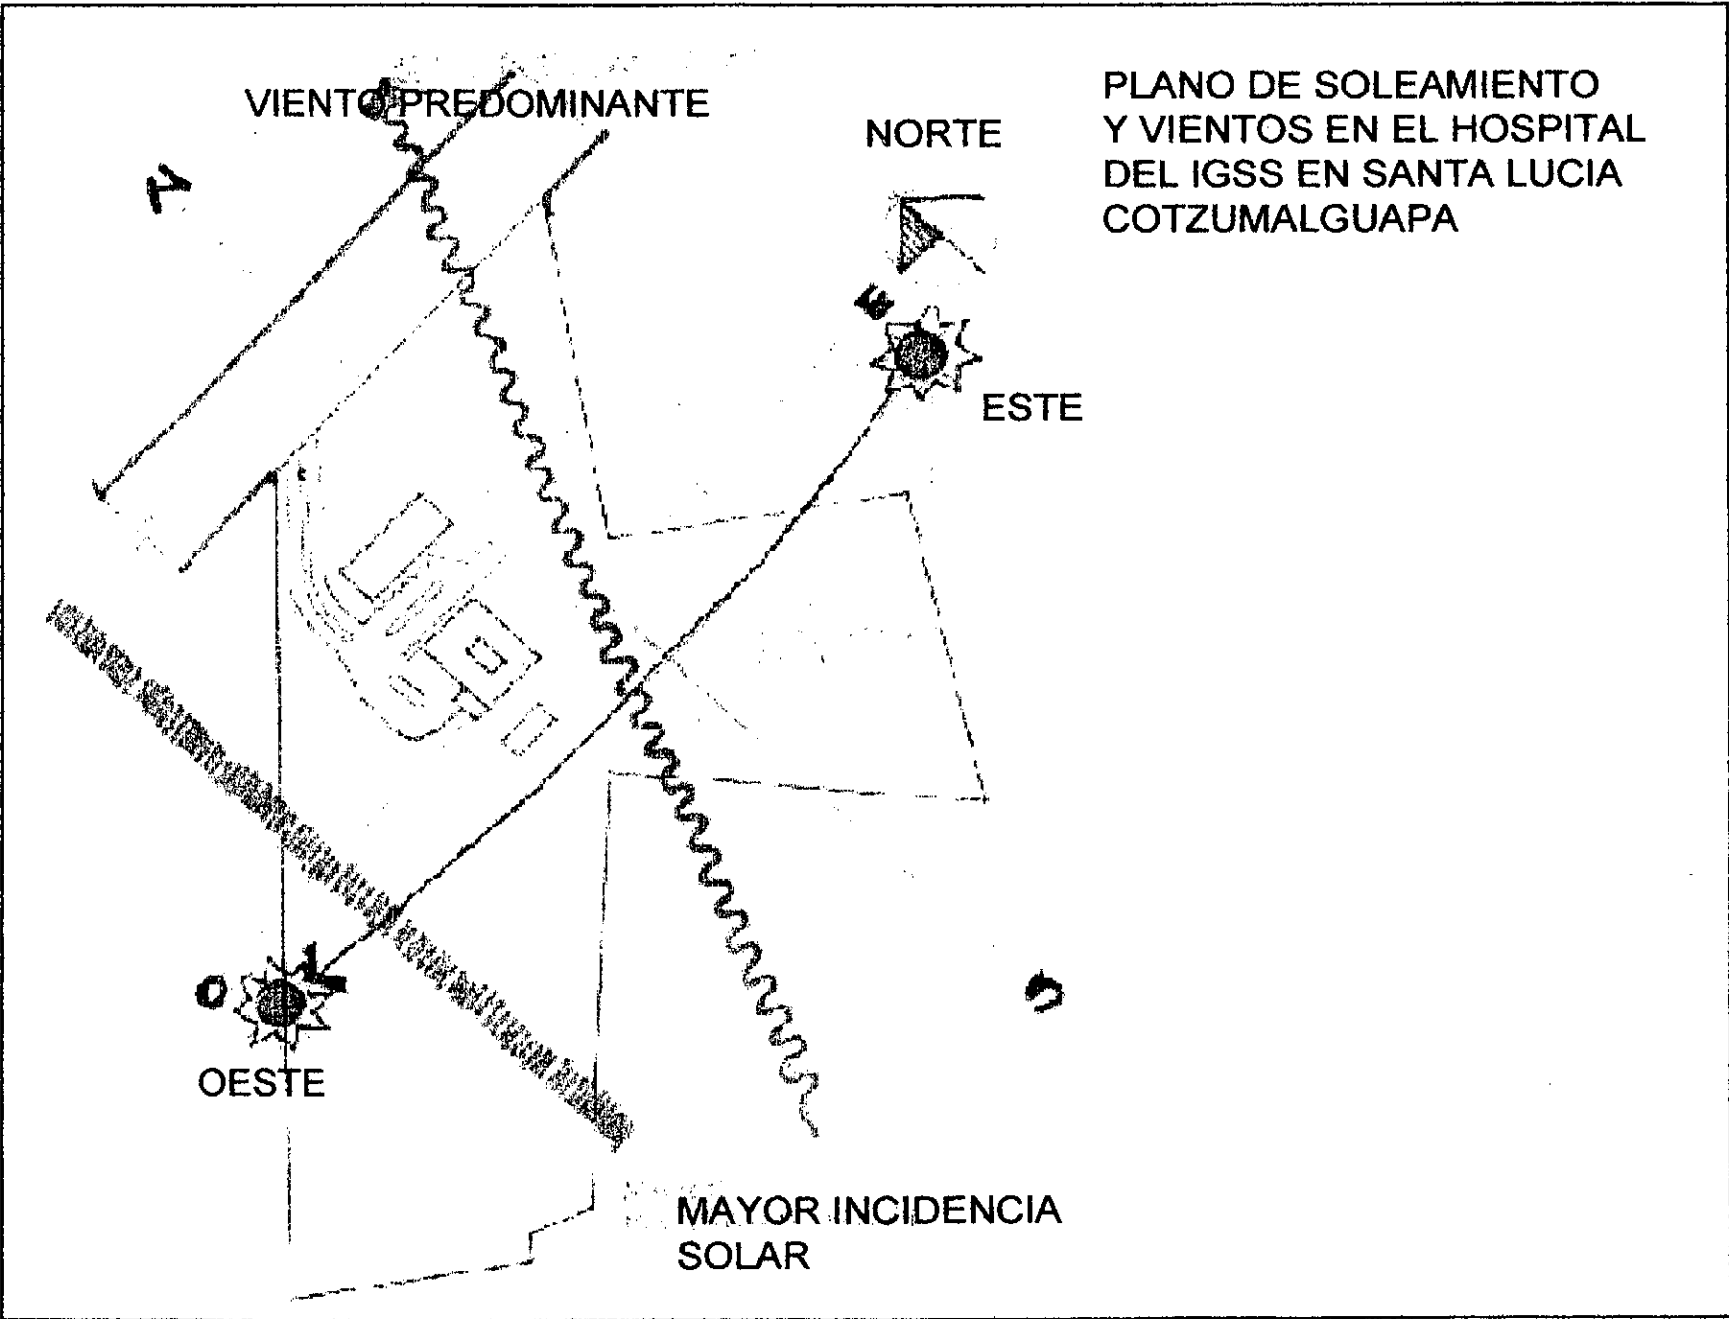 PLANO DE SOLEAMIENTO
Y VIENTOS EN EL HOSPITAL
DEL IGSS EN SANTA LUCIA
COTZUMALGUAPA
VIENTO PREDOMINANTE
NORTE
N
E
ESTE
O
S
OESTE
MAYOR INCIDENCIA
SOLAR